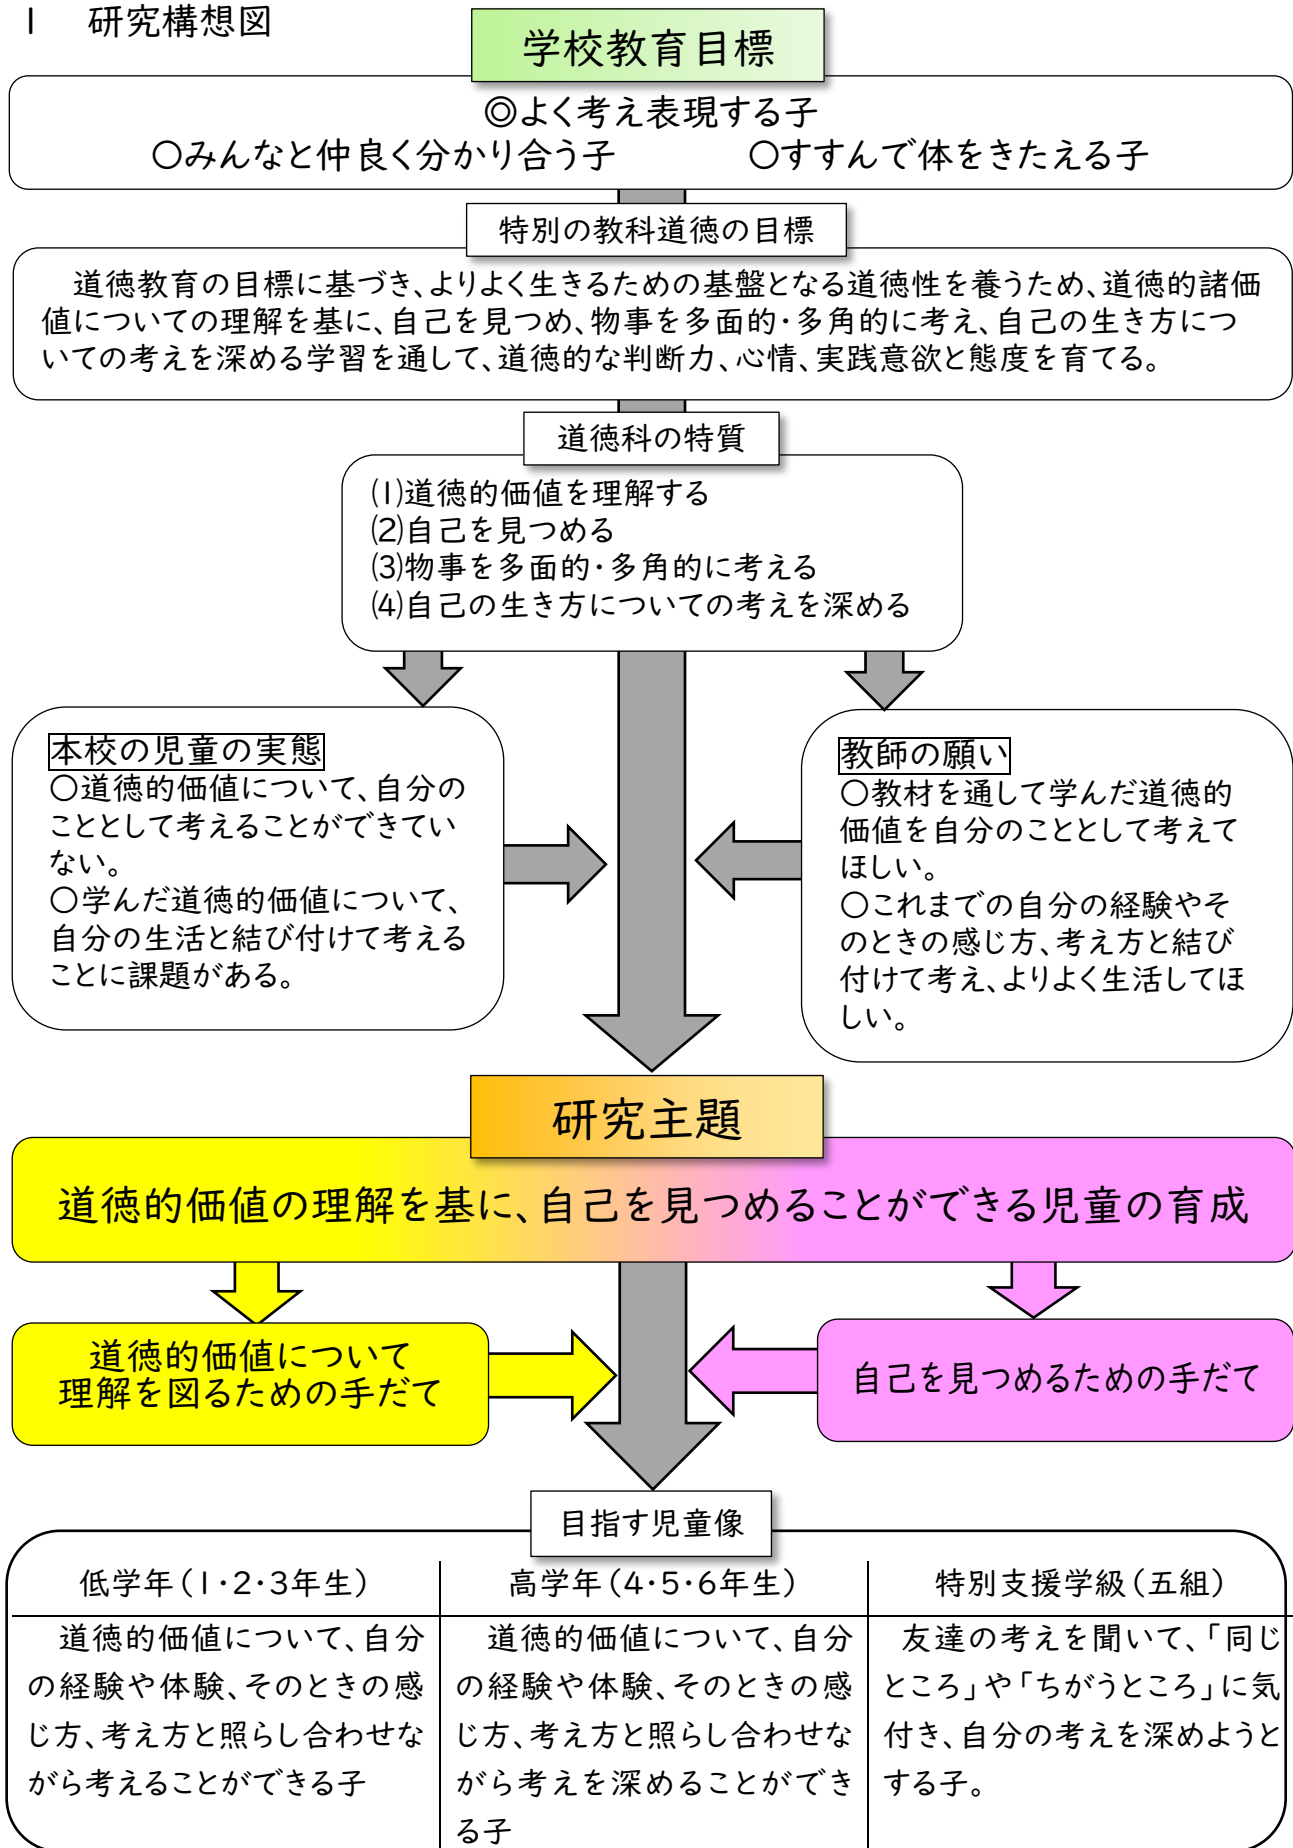 1　研究構想図
学校教育目標
◎よく考え表現する子
○みんなと仲良く分かり合う子　　○すすんで体をきたえる子
特別の教科道徳の目標
　道徳教育の目標に基づき、よりよく生きるための基盤となる道徳性を養うため、道徳的諸価
値についての理解を基に、自己を見つめ、物事を多面的・多角的に考え、自己の生き方につ
いての考えを深める学習を通して、道徳的な判断力、心情、実践意欲と態度を育てる。
道徳科の特質
⑴道徳的価値を理解する
⑵自己を見つめる
⑶物事を多面的・多角的に考える
⑷自己の生き方についての考えを深める
本校の児童の実態
○道徳的価値について、自分の
こととして考えることができてい
ない。
○学んだ道徳的価値について、
自分の生活と結び付けて考える
ことに課題がある。
教師の願い
○教材を通して学んだ道徳的
価値を自分のこととして考えて
ほしい。
○これまでの自分の経験やそ
のときの感じ方、考え方と結び
付けて考え、よりよく生活してほ
しい。
研究主題
道徳的価値の理解を基に、自己を見つめることができる児童の育成
道徳的価値について
理解を図るための手だて
自己を見つめるための手だて
目指す児童像
低学年（1・2・3年生）
　道徳的価値について、自分
の経験や体験、そのときの感
じ方、考え方と照らし合わせな
がら考えることができる子
高学年（4・5・6年生）
　道徳的価値について、自分
の経験や体験、そのときの感
じ方、考え方と照らし合わせな
がら考えを深めることができ
る子
特別支援学級（五組）
　友達の考えを聞いて、「同じ
ところ」や「ちがうところ」に気
付き、自分の考えを深めようと
する子。